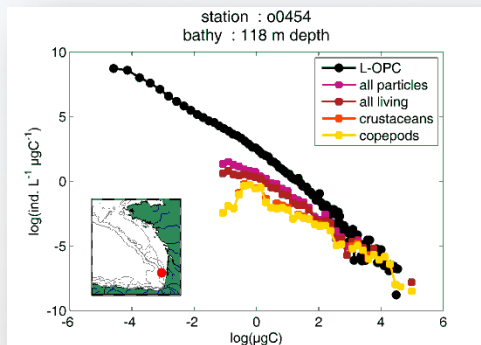 station : o0454
bathy : 118 m depth
log(ind. L⁻¹ µgC⁻¹)
10
5
0
-5
-10
L-OPC
all particles
all living
crustaceans
copepods
-6
-4
-2
0
2
4
6
log(µgC)